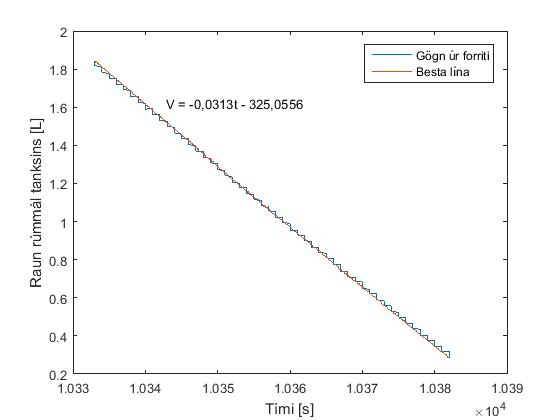 2
1.8
1.6
1.4
1.2
1
0.8
0.6
0.4
0.2
Raun rúmmál tanksins [L]
Gögn úr forriti
Besta lína
V = -0,0313t - 325,0556
1.033 1.034 1.035 1.036 1.037 1.038 1.039
×10⁴
Tími [s]